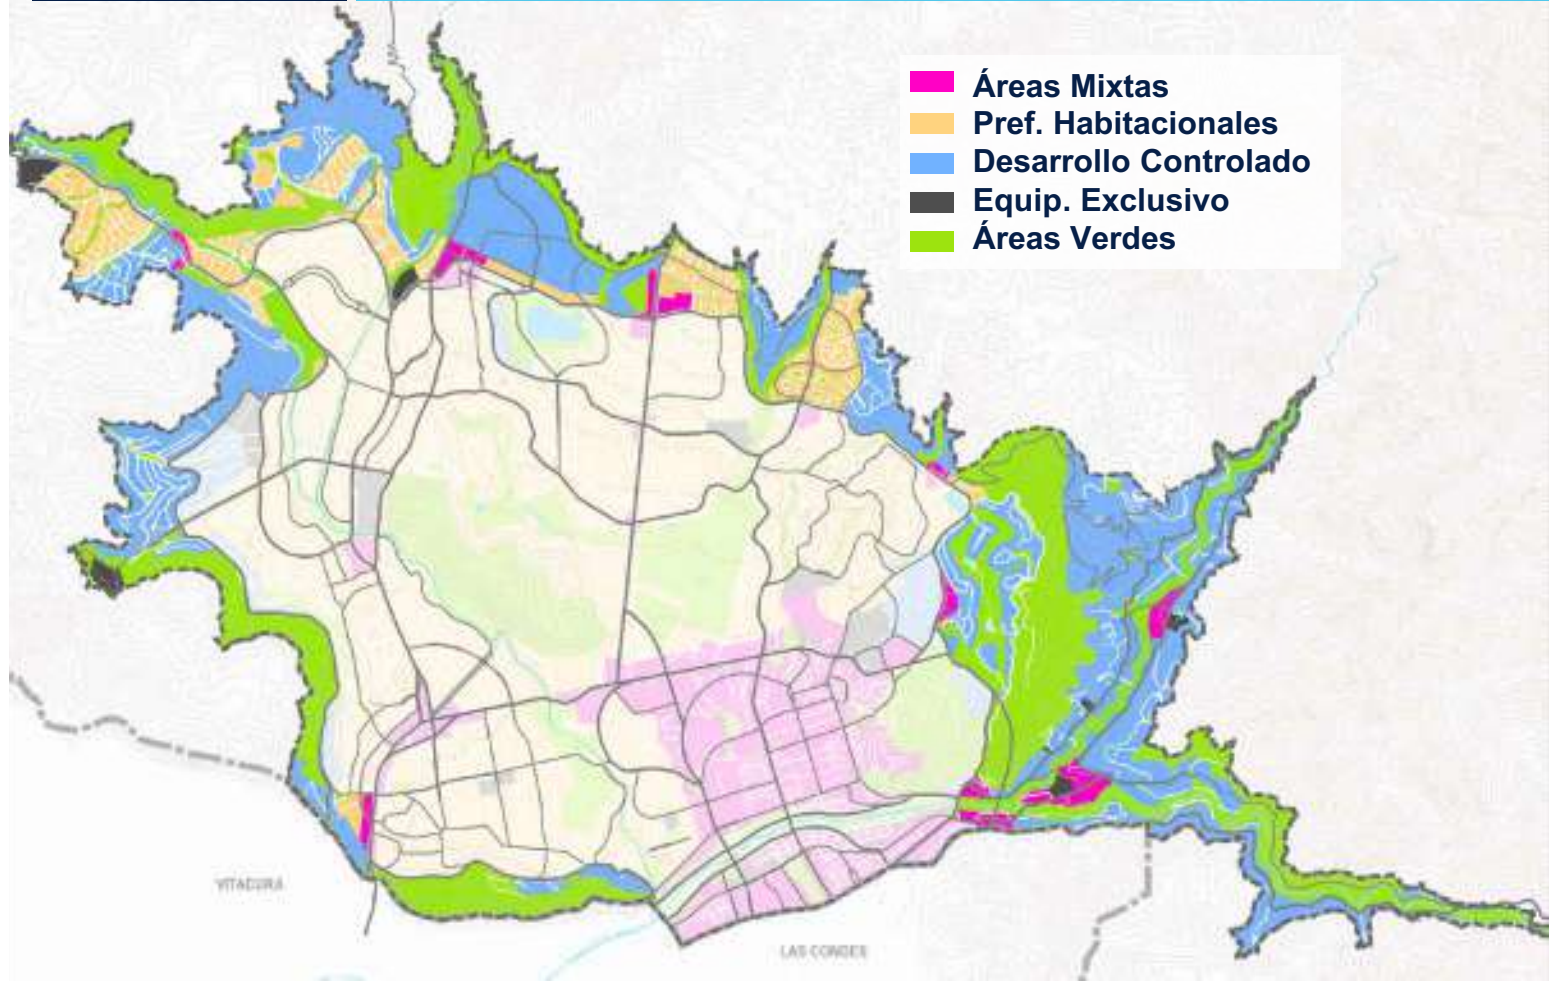 Áreas Mixtas
Pref. Habitacionales
Desarrollo Controlado
Equip. Exclusivo
Áreas Verdes
VITACURA
LAS CONDES